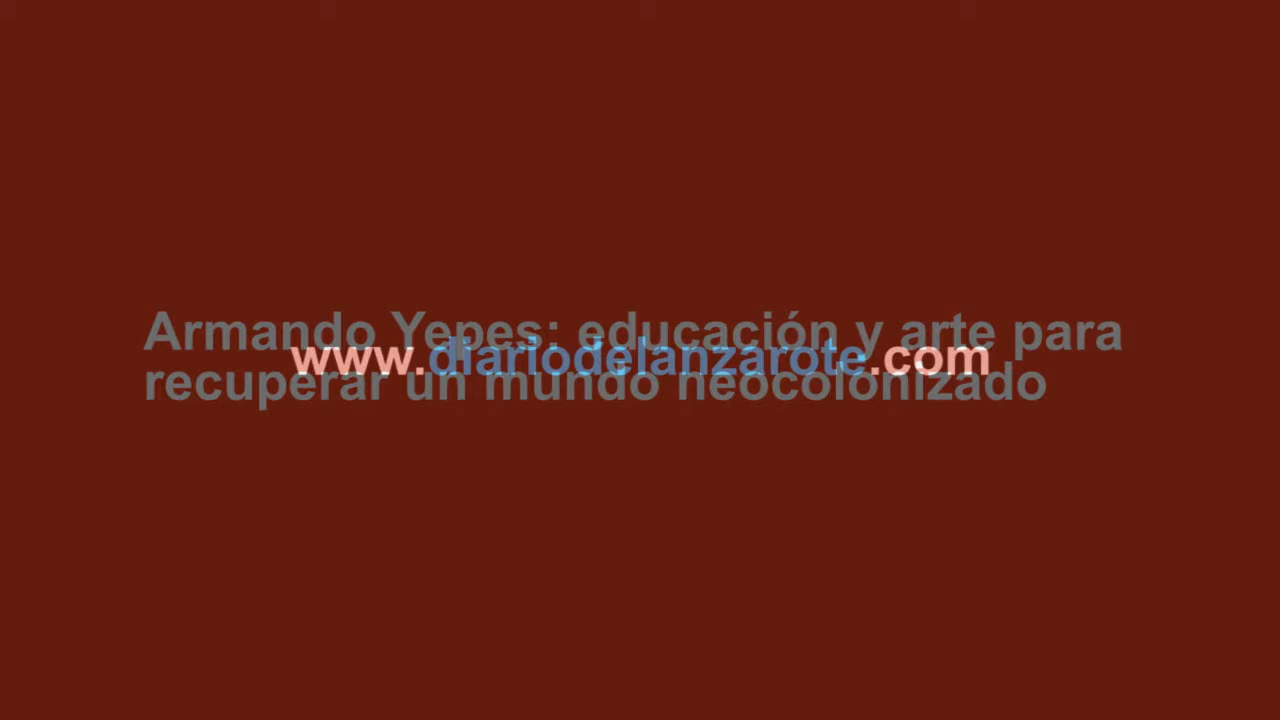 Armando Yepes: educación y arte para
www.diariodelanzarote.com
recuperar un mundo neocolonizado